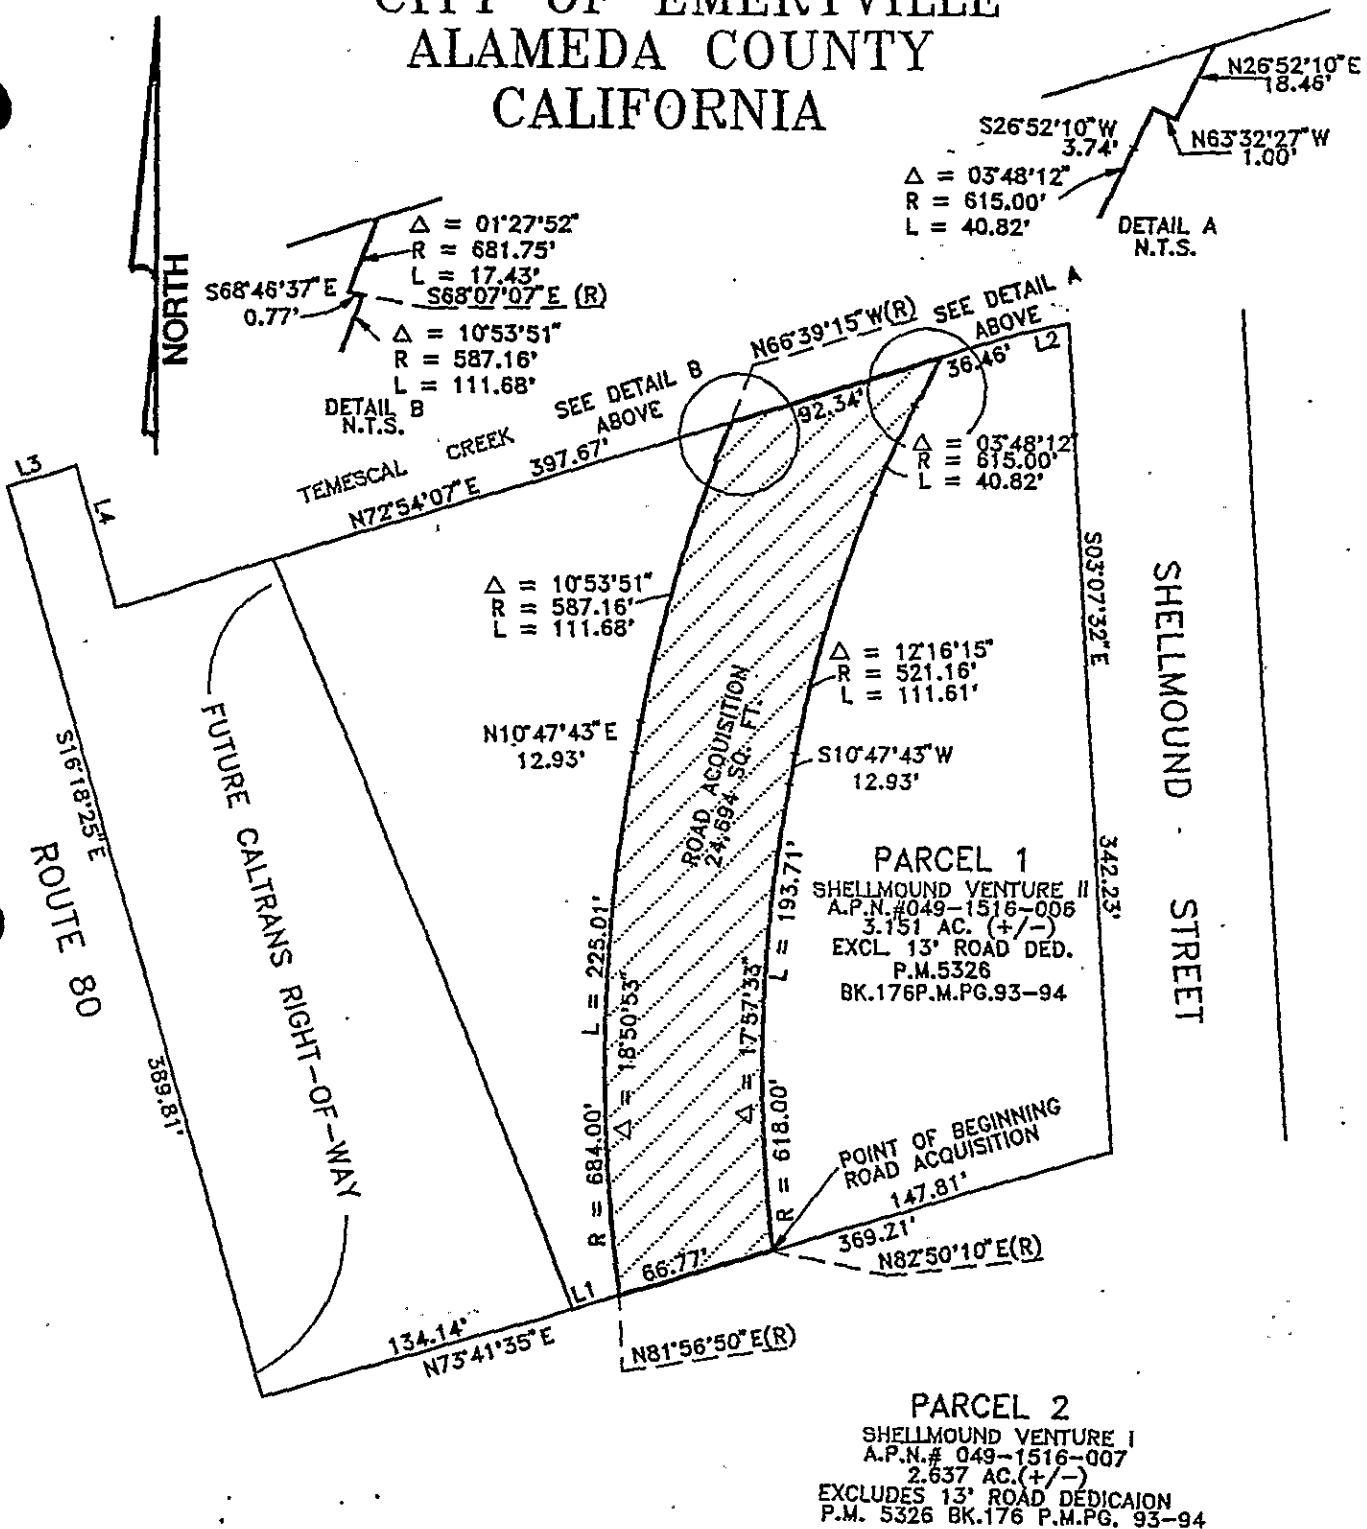 CITY OF EMERYVILLE
ALAMEDA COUNTY
CALIFORNIA
NORTH
N26°52'10"E
18.46'
S26°52'10"W
3.74'
N63°32'27"W
1.00'
Δ = 03°48'12"
R = 615.00'
L = 40.82'
DETAIL A
N.T.S.
Δ = 01°27'52"
R = 681.75'
L = 17.43'
S68°46'37"E
0.77'
S68°07'07"E (R)
Δ = 10°53'51"
R = 587.16'
L = 111.68'
DETAIL B
N.T.S.
N66°39'15"W(R)
SEE DETAIL A
ABOVE
L2
36.46'
SEE DETAIL B
ABOVE
92.34'
TEMESCAL CREEK
397.67'
N72°54'07"E
L3
L4
Δ = 03°48'12"
R = 615.00'
L = 40.82'
S03°07'32"E
342.23'
SHELLMOUND STREET
Δ = 10°53'51"
R = 587.16'
L = 111.68'
Δ = 12°16'15"
R = 521.16'
L = 111.61'
N10°47'43"E
12.93'
S10°47'43"W
12.93'
ROAD ACQUISITION
24,694 SQ. FT.
FUTURE CALTRANS RIGHT-OF-WAY
S16°18'25"E
389.81'
ROUTE 80
PARCEL 1
SHELLMOUND VENTURE II
A.P.N.#049-1516-006
3.151 AC. (+/-)
EXCL. 13' ROAD DED.
P.M.5326
BK.176P.M.PG.93-94
L = 225.01'
Δ = 18°50'53"
R = 684.00'
L = 193.71'
Δ = 17°57'33"
R = 618.00'
POINT OF BEGINNING
ROAD ACQUISITION
147.81'
369.21'
N82°50'10"E(R)
66.77'
L1
134.14'
N73°41'35"E
N81°56'50"E(R)
PARCEL 2
SHELLMOUND VENTURE I
A.P.N.# 049-1516-007
2.637 AC.(+/-)
EXCLUDES 13' ROAD DEDICAION
P.M. 5326 BK.176 P.M.PG. 93-94